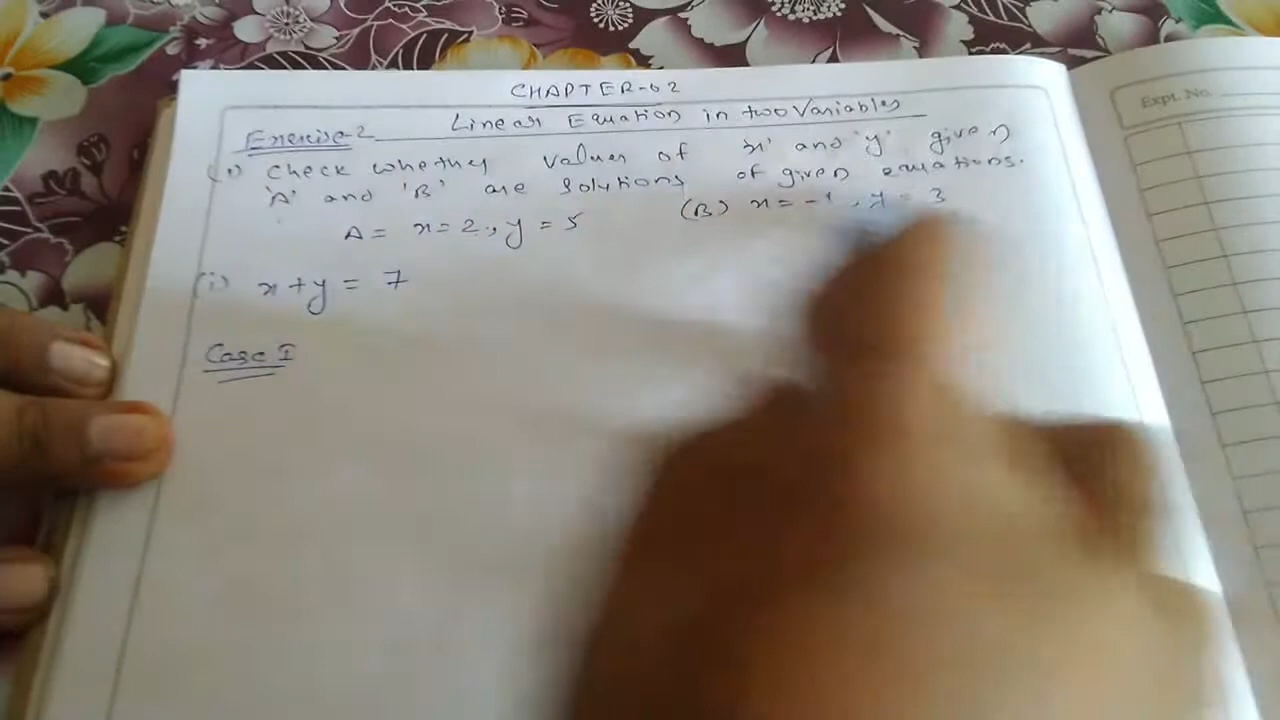 CHAPTER-02
Linear Equation in two Variables
Exercise-2
(1) Check whether values of 'x' and 'y' given
'A' and 'B' are solutions of given equations.
A = x = 2, y = 5 (B) x = -1, y = 3
(i) x + y = 7
Case I
Expt. No.